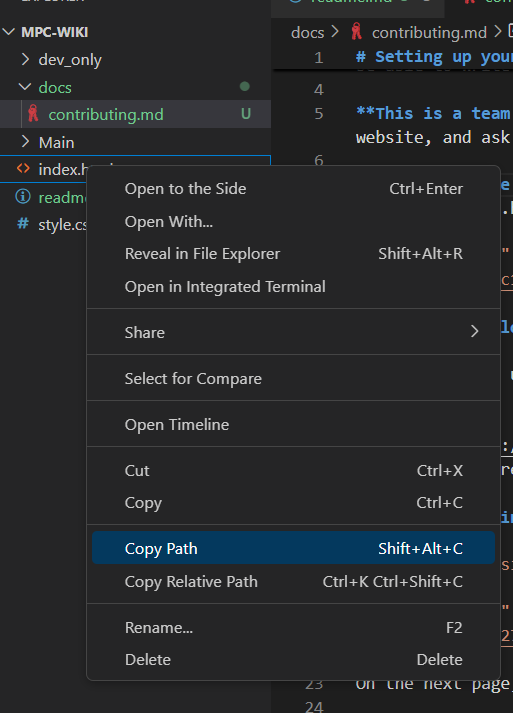 MPC-WIKI
dev_only
docs
contributing.md U
Main
style.cs
docs > contributing.md >
1 # Setting up your
4
5 **This is a team
website, and ask
6
Open to the Side Ctrl+Enter
Open With...
Reveal in File Explorer Shift+Alt+R
Open in Integrated Terminal
Share >
Select for Compare
Open Timeline
Cut Ctrl+X
Copy Ctrl+C
Copy Path Shift+Alt+C
Copy Relative Path Ctrl+K Ctrl+Shift+C
Rename... F2
Delete Delete
23 On the next page,
24